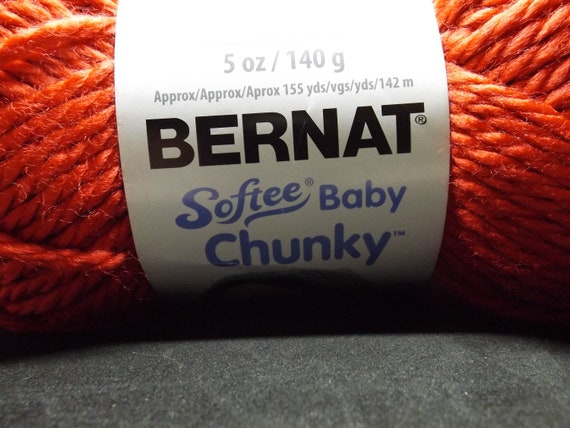 5 oz / 140 g
Approx/Approx/Aprox 155 yds/vgs/yds/142 m
BERNAT®
Softee® Baby
Chunky™